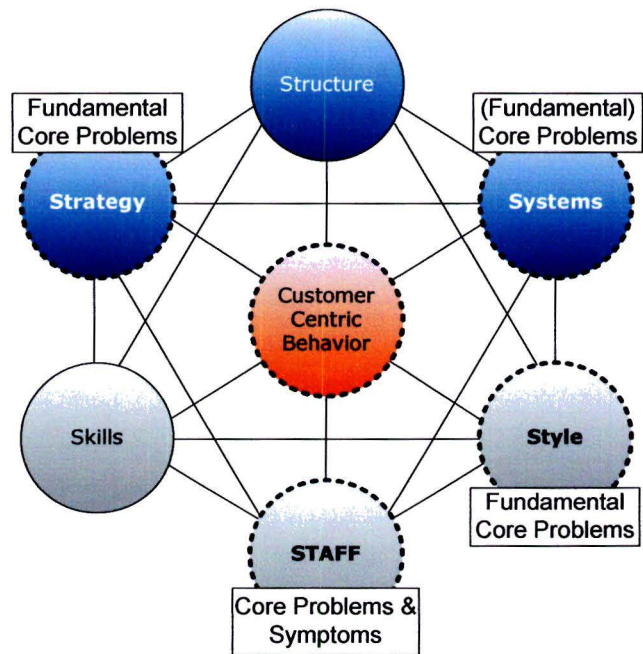 Structure
Fundamental
Core Problems
(Fundamental)
Core Problems
Strategy
Systems
Customer
Centric
Behavior
Skills
Style
Fundamental
Core Problems
STAFF
Core Problems &
Symptoms